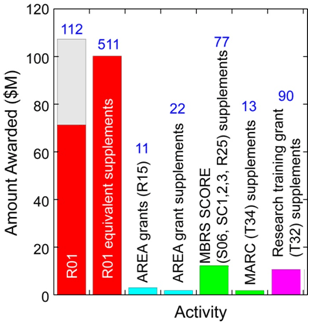 Amount Awarded ($M)
120
100
80
60
40
20
0
112
511
11
22
77
13
90
R01
R01 equivalent supplements
AREA grants (R15)
AREA grant supplements
MBRS SCORE
(S06, SC1,2,3, R25) supplements
MARC (T34) supplements
Research training grant
(T32) supplements
Activity